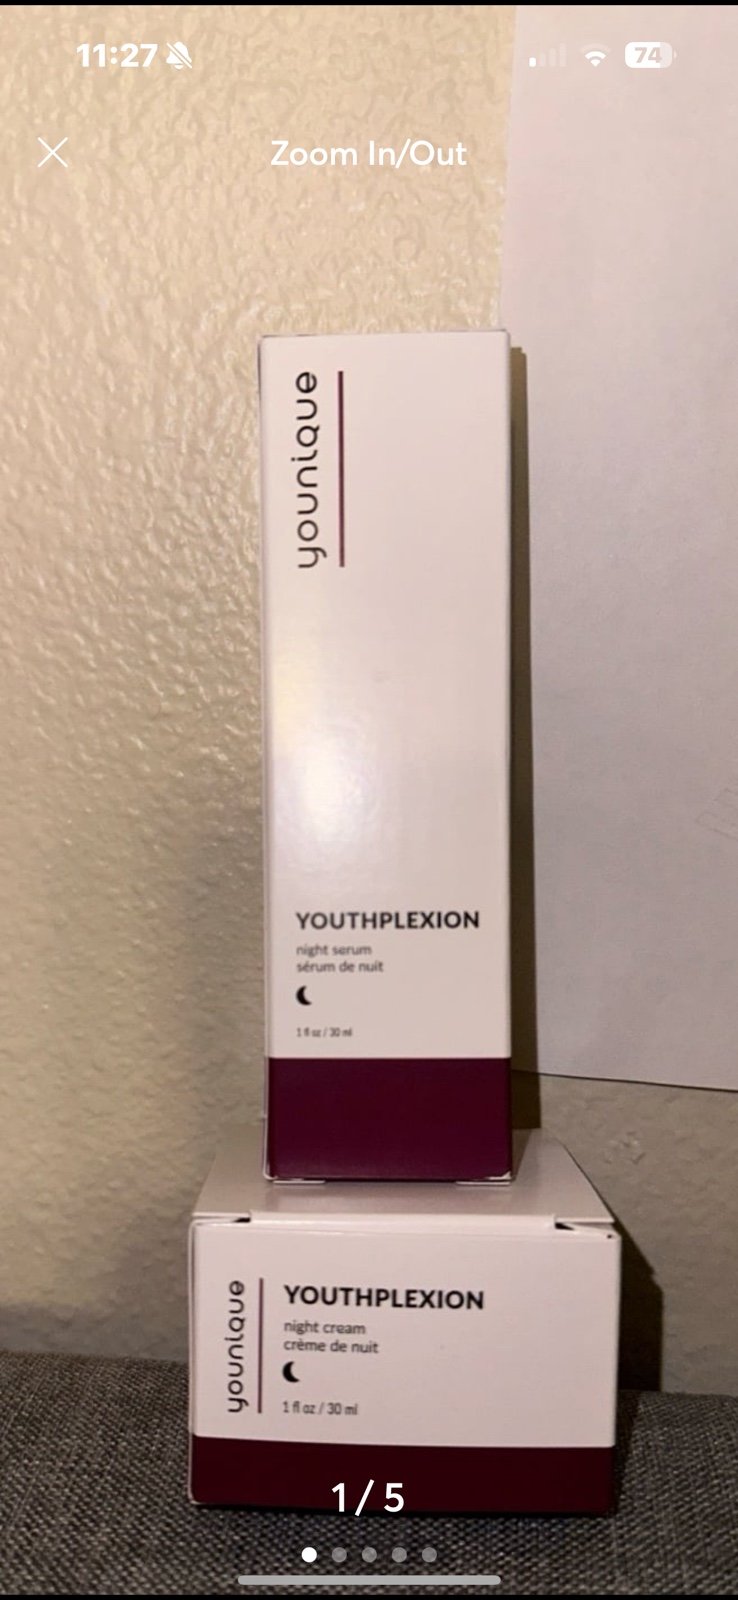 11:27
74
Zoom In/Out
younique
YOUTHPLEXION
night serum
sérum de nuit
1 fl oz / 30 ml
younique
YOUTHPLEXION
night cream
crème de nuit
1 fl oz / 30 ml
1 / 5